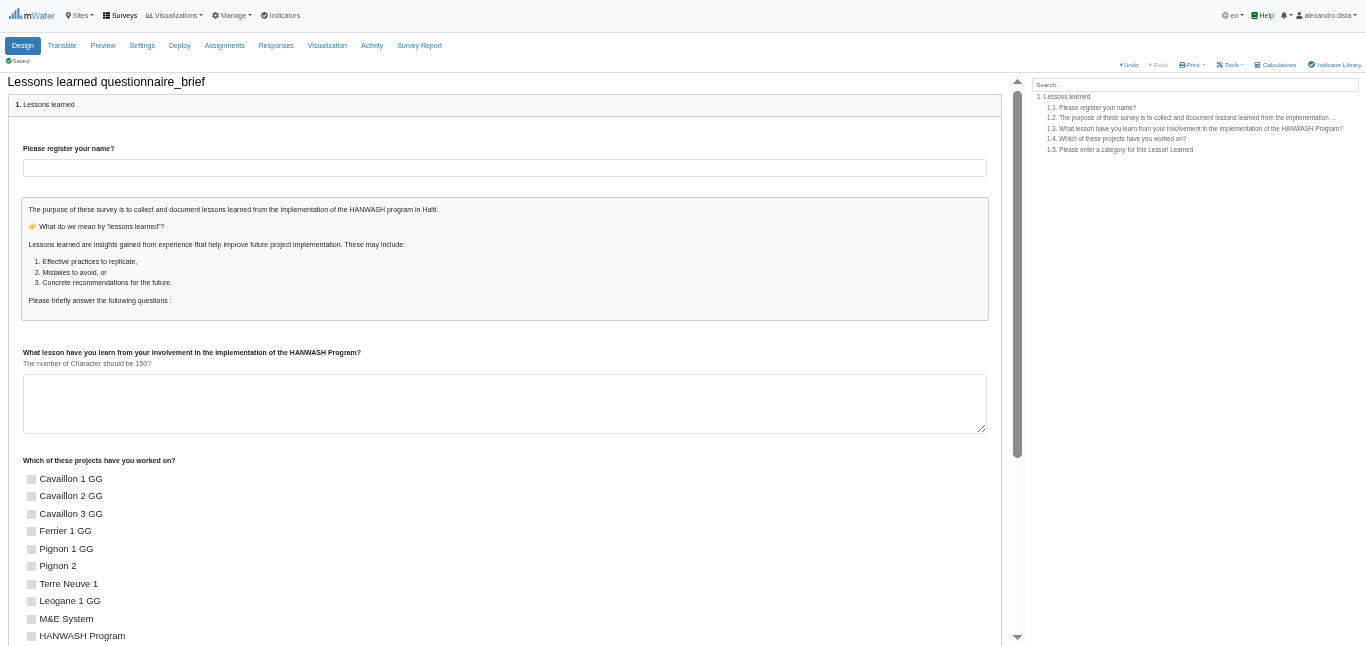 mWater Sites Surveys Visualizations Manage Indicators en Help alexandro.disla
Design Translate Preview Settings Deploy Assignments Responses Visualization Activity Survey Report
Saved
Undo Redo Print Tools Calculations Indicator Library
Lessons learned questionnaire_brief
1. Lessons learned
Please register your name?
The purpose of these survey is to collect and document lessons learned from the implementation of the HANWASH program in Haiti.
👉 What do we mean by "lessons learned"?
Lessons learned are insights gained from experience that help improve future project implementation. These may include:
1. Effective practices to replicate,
2. Mistakes to avoid, or
3. Concrete recommendations for the future.
Please briefly answer the following questions :
What lesson have you learn from your involvement in the implementation of the HANWASH Program?
The number of Character should be 150?
Which of these projects have you worked on?
Cavaillon 1 GG
Cavaillon 2 GG
Cavaillon 3 GG
Ferrier 1 GG
Pignon 1 GG
Pignon 2
Terre Neuve 1
Leogane 1 GG
M&E System
HANWASH Program
Search...
1. Lessons learned
1.1. Please register your name?
1.2. The purpose of these survey is to collect and document lessons learned from the implementation ...
1.3. What lesson have you learn from your involvement in the implementation of the HANWASH Program?
1.4. Which of these projects have you worked on?
1.5. Please enter a category for this Lesson Learned